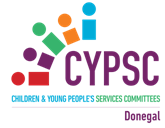 CYPSC
CHILDREN & YOUNG PEOPLE'S SERVICES COMMITTEES
Donegal